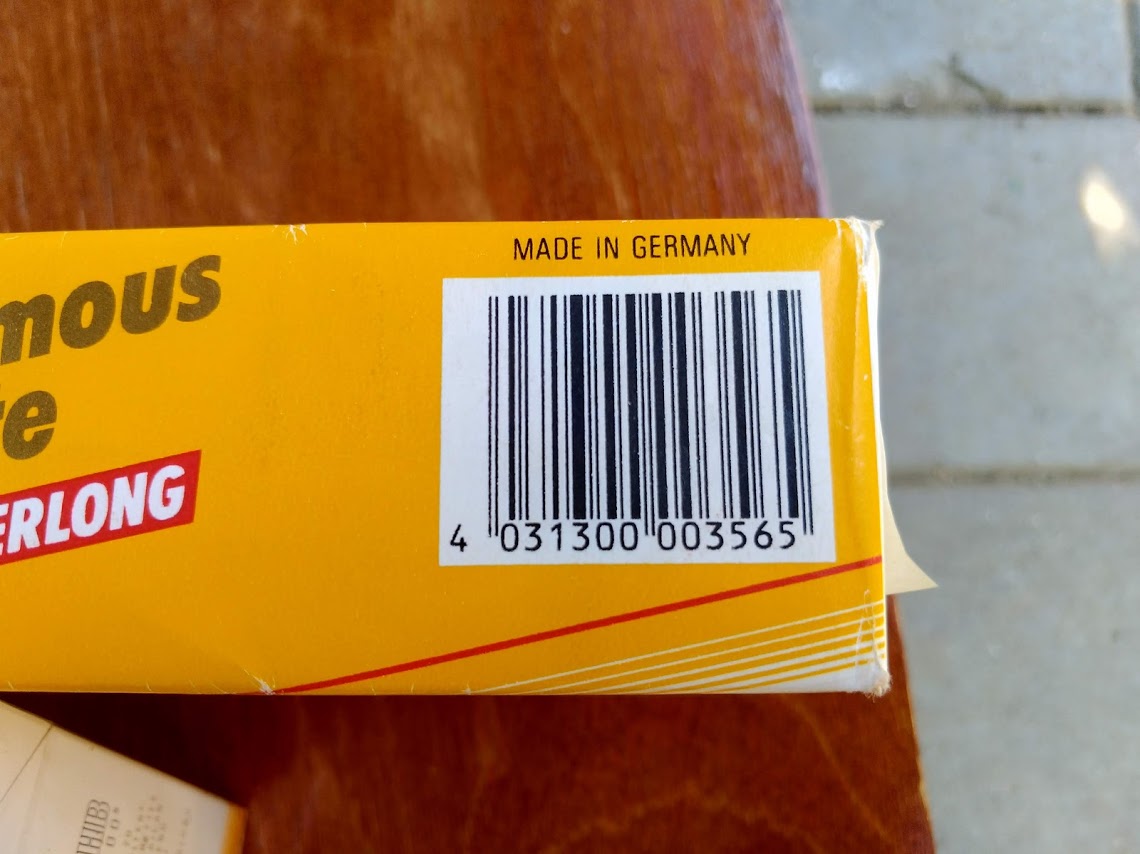 MADE IN GERMANY
mous
e
ERLONG
4 031300 003565